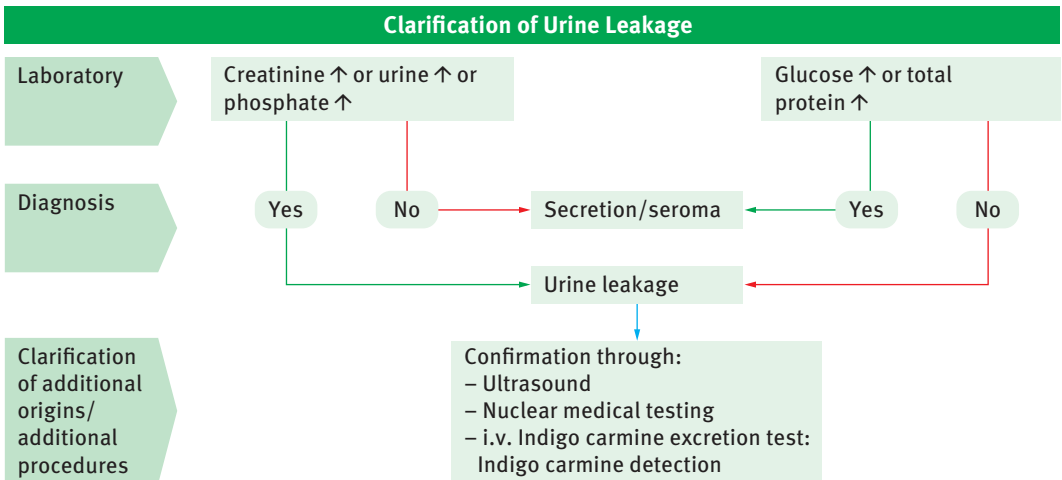 Clarification of Urine Leakage
Laboratory
Creatinine ↑ or urine ↑ or
phosphate ↑
Glucose ↑ or total
protein ↑
Diagnosis
Yes
No
Secretion/seroma
Yes
No
Urine leakage
Clarification
of additional
origins/
additional
procedures
Confirmation through:
– Ultrasound
– Nuclear medical testing
– i.v. Indigo carmine excretion test:
Indigo carmine detection